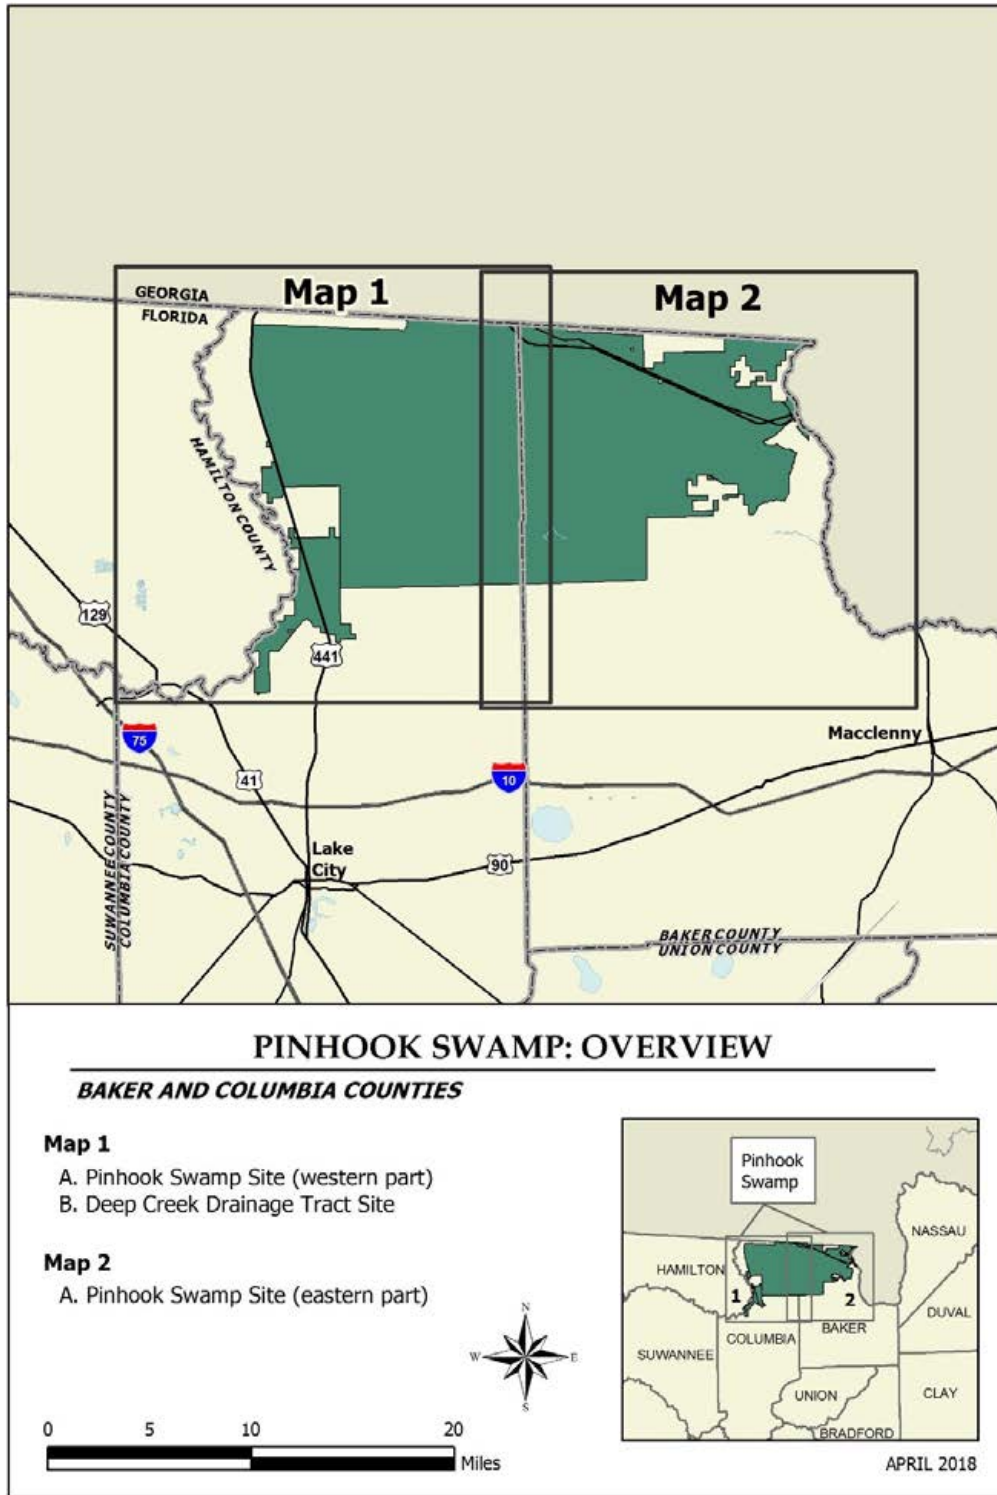 GEORGIA
FLORIDA
Map 1
Map 2
HAMILTON COUNTY
129
441
75
Macclenny
41
10
Lake
City
90
SUWANNEE COUNTY
COLUMBIA COUNTY
BAKER COUNTY
UNION COUNTY
PINHOOK SWAMP: OVERVIEW
BAKER AND COLUMBIA COUNTIES
Map 1
A. Pinhook Swamp Site (western part)
B. Deep Creek Drainage Tract Site
Map 2
A. Pinhook Swamp Site (eastern part)
N
W E
S
0 5 10 20
Miles
Pinhook
Swamp
NASSAU
HAMILTON
1
2
DUVAL
COLUMBIA
BAKER
SUWANNEE
UNION
CLAY
BRADFORD
APRIL 2018